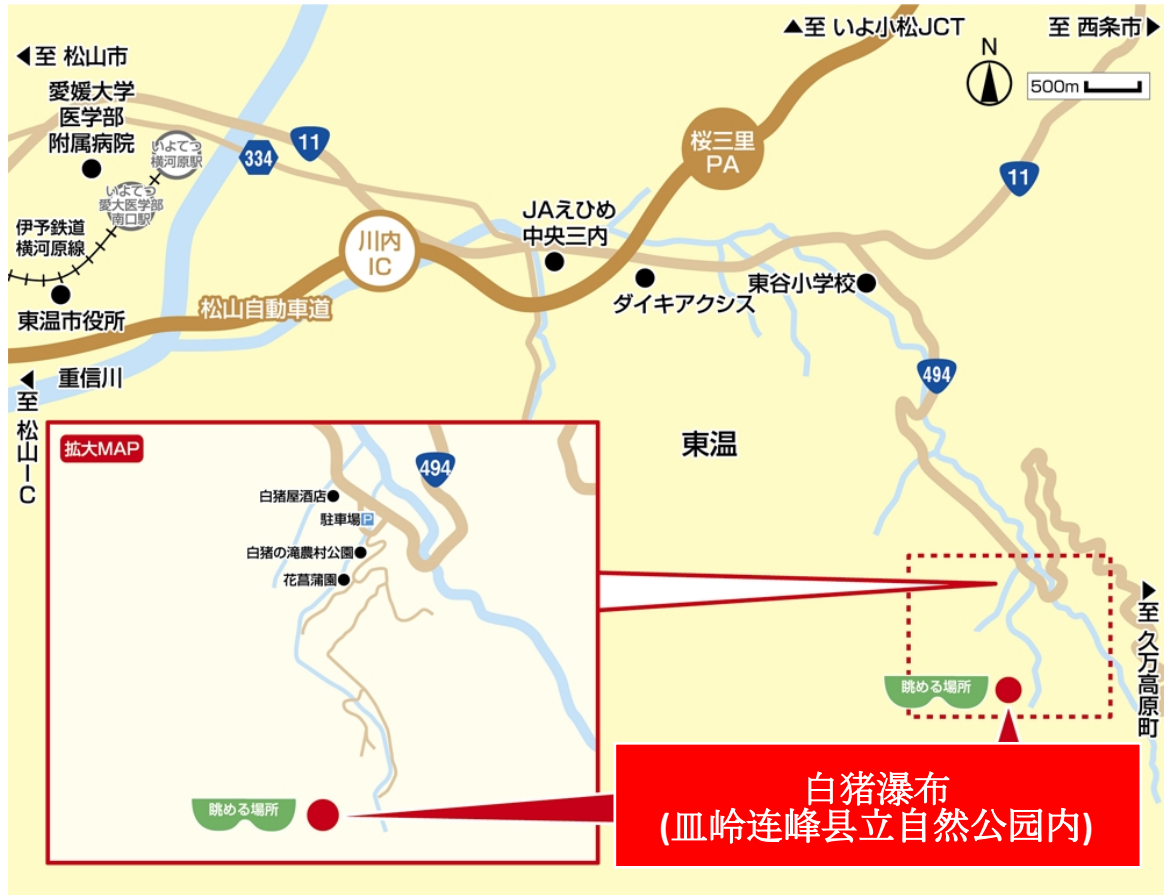 ▲至 いよ小松JCT
至 西条市▶
◀至 松山市
N
500m
愛媛大学
医学部
附属病院
いよてつ
横河原駅
334
11
桜三里
PA
11
いよてつ
愛大医学部
南口駅
伊予鉄道
横河原線
川内
IC
JAえひめ
中央三内
東谷小学校
ダイキアクシス
松山自動車道
東温市役所
重信川
◀至 松山IC
494
東温
拡大MAP
494
白猪屋酒店
駐車場 P
白猪の滝農村公園
花菖蒲園
▶至 久万高原町
眺める場所
眺める場所
白猪瀑布
(皿岭连峰县立自然公园内)